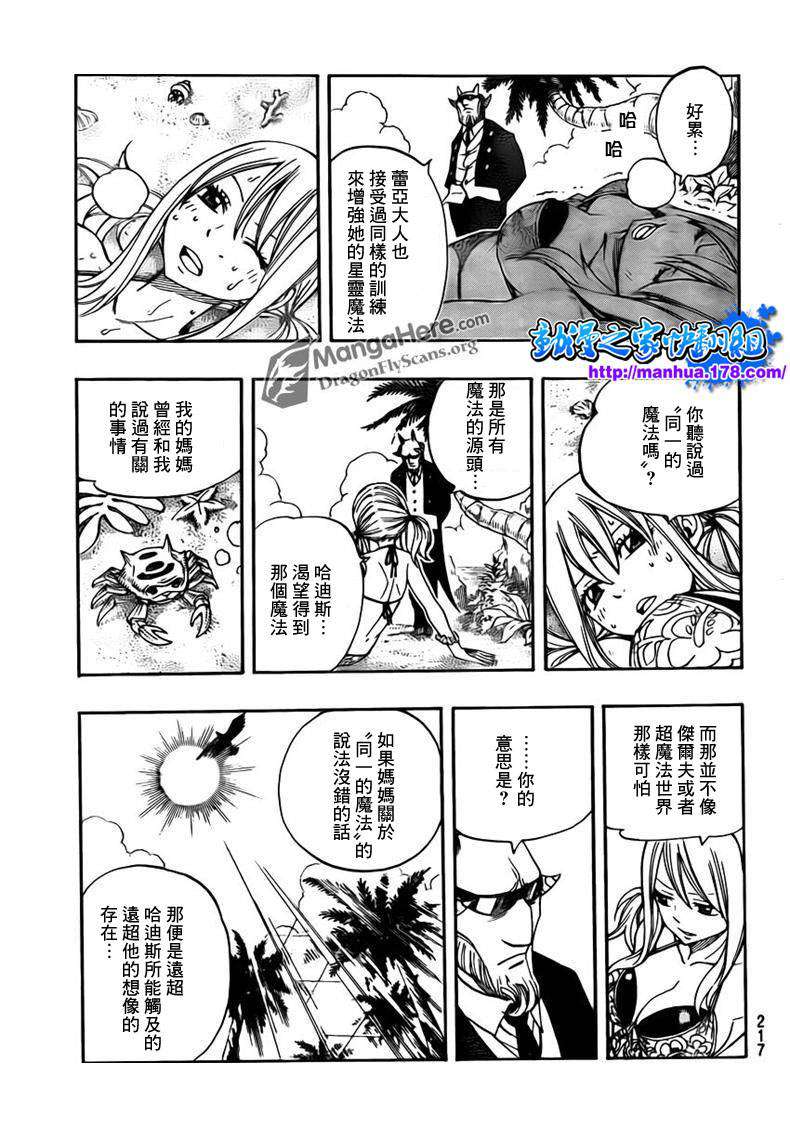 好累…
哈
哈
蕾亞大人也
接受過同樣的訓練
來增強她的星靈魔法
MangaHere.com
DragonFlyScans.org
動漫之家汉翻組
http://manhua.178.com/
你聽說過
“同一的
魔法嗎”?
那是所有
魔法的源頭…
哈迪斯…
渴望得到
那個魔法
我的媽媽
曾經和我
說過有關
的事情
而那並不像
傑爾夫或者
超魔法世界
那樣可怕
……你的
意思是?
如果媽媽關於
“同一的魔法”的
說法沒錯的話
那便是遠超
哈迪斯所能觸及的
遠超他的想像的
存在…
217